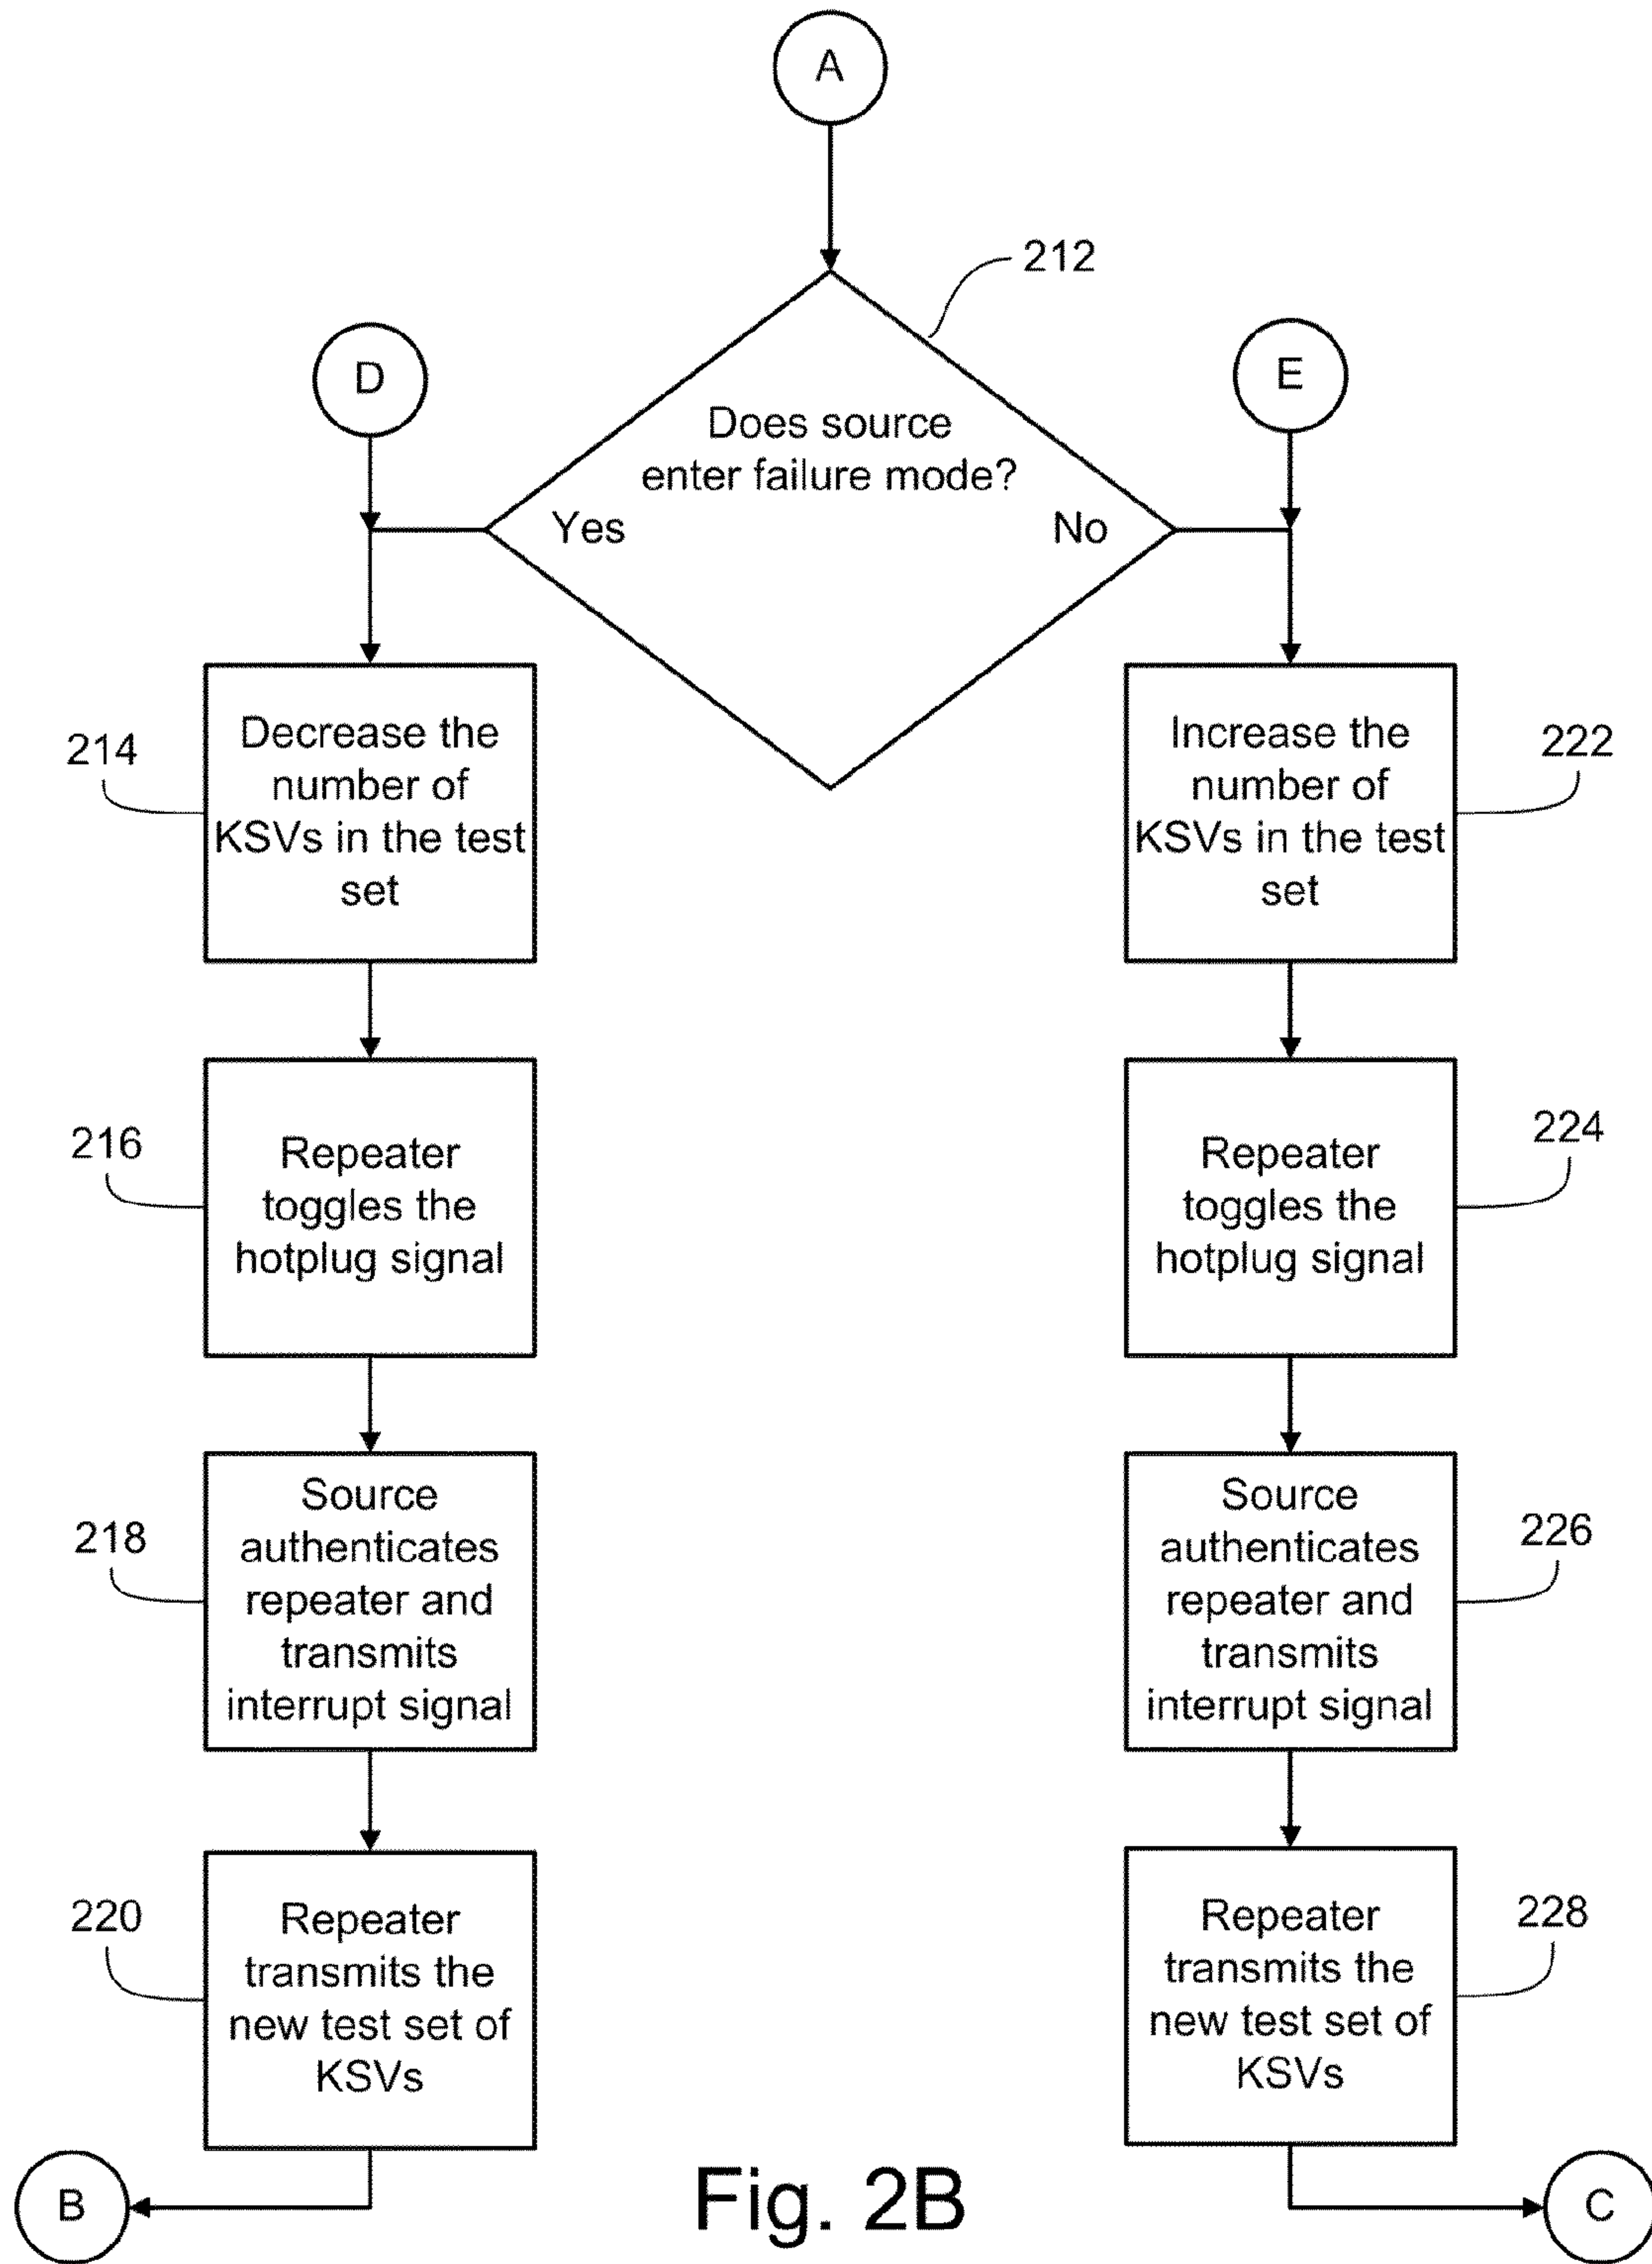 A
212
D
E
Does source
enter failure mode?
Yes
No
214
Decrease the
number of
KSVs in the test
set
Increase the
number of
KSVs in the test
set
222
216
Repeater
toggles the
hotplug signal
Repeater
toggles the
hotplug signal
224
218
Source
authenticates
repeater and
transmits
interrupt signal
Source
authenticates
repeater and
transmits
interrupt signal
226
220
Repeater
transmits the
new test set of
KSVs
Repeater
transmits the
new test set of
KSVs
228
B
Fig. 2B
C